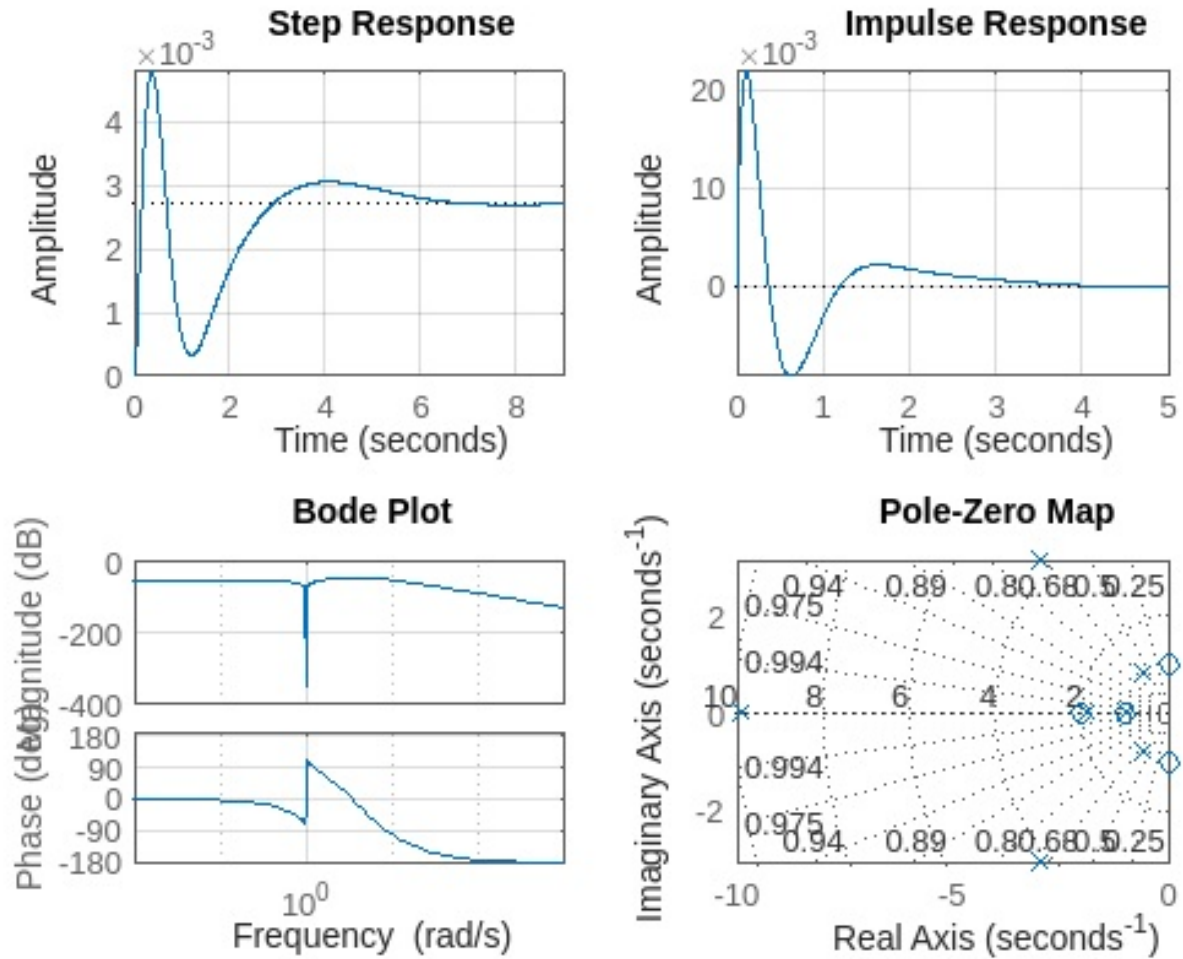 Step Response
×10-3
Amplitude
4
3
2
1
0
0 2 4 6 8
Time (seconds)
Impulse Response
×10-3
Amplitude
20
10
0
0 1 2 3 4 5
Time (seconds)
Bode Plot
Magnitude (dB)
0
-200
-400
Phase (deg)
180
90
0
-90
-180
100
Frequency (rad/s)
Pole-Zero Map
Imaginary Axis (seconds-1)
2
0
-2
0.94 0.89 0.8 0.68 0.5 0.25
0.975
0.994
10 8 6 4 2
0.994
0.975
0.94 0.89 0.8 0.68 0.5 0.25
-10 -5 0
Real Axis (seconds-1)